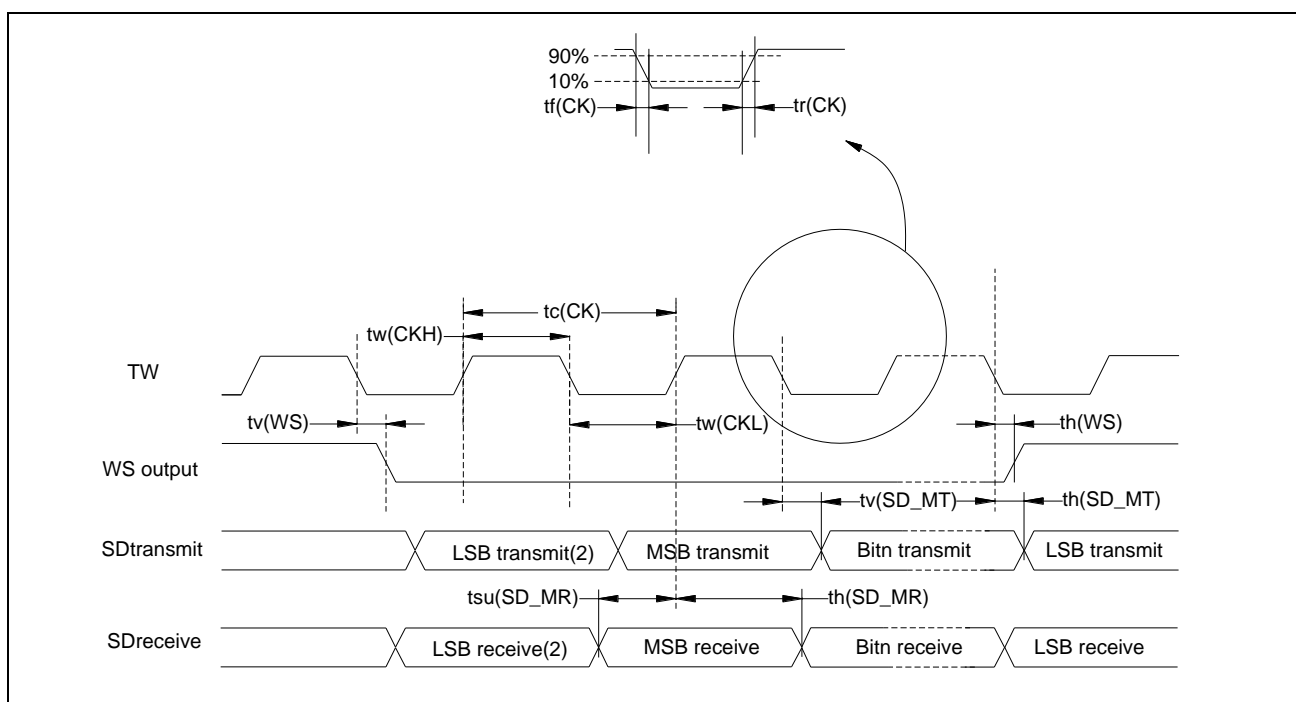 90%
10%
tf(CK)
tr(CK)
tc(CK)
tw(CKH)
TW
tv(WS)
tw(CKL)
th(WS)
WS output
tv(SD_MT)
th(SD_MT)
SDtransmit
LSB transmit(2)
MSB transmit
Bitn transmit
LSB transmit
tsu(SD_MR)
th(SD_MR)
SDreceive
LSB receive(2)
MSB receive
Bitn receive
LSB receive